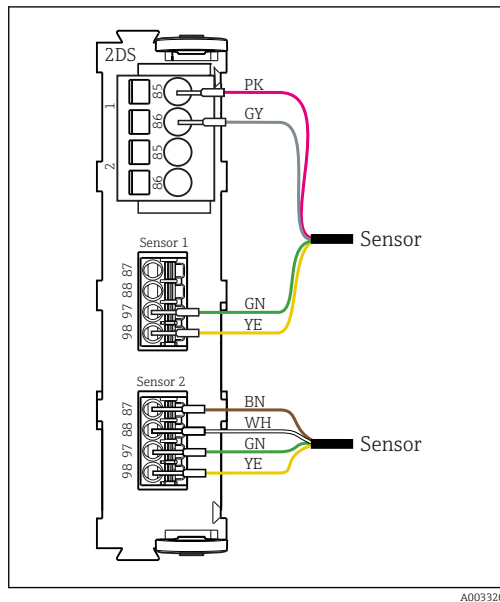 2DS
1
85
86
2
85
86
PK
GY
Sensor
Sensor 1
87
88
97
98
GN
YE
Sensor 2
87
88
97
98
BN
WH
GN
YE
Sensor